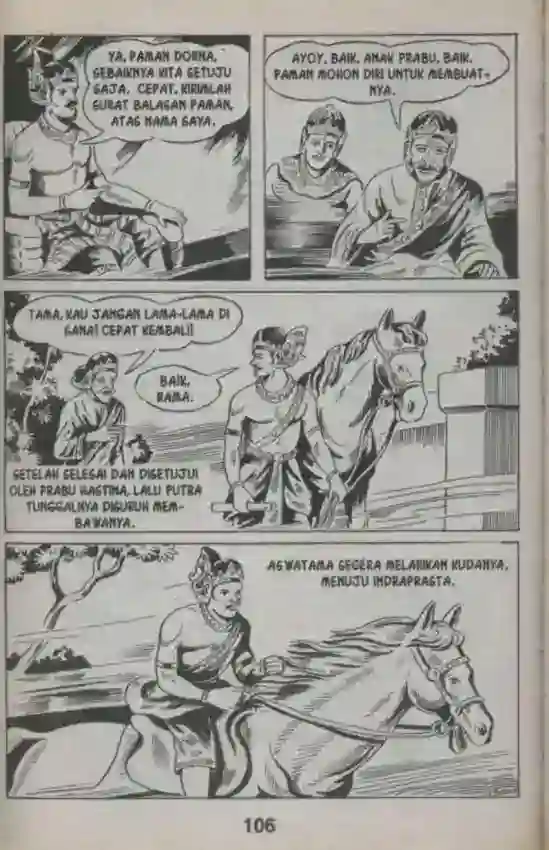 YA, PAMAN DORNA,
SEBAIKNYA KITA SETUJU
SAJA. CEPAT, KIRIMLAH
SURAT BALASAN PAMAN,
ATAS NAMA SAYA.
AYOY, BAIK, ANAK PRABU, BAIK.
PAMAN MOHON DIRI UNTUK MEMBUAT-
NYA.
TAMA, KAU JANGAN LAMA-LAMA DI
SANA! CEPAT KEMBALI!
BAIK,
RAMA.
SETELAH SELESAI DAN DISETUJUI
OLEH PRABU HASTINA, LALU PUTRA
TUNGGALNYA DISURUH MEM-
BAWANYA.
ASWATAMA SEGERA MELARIKAN KUDANYA,
MENUJU INDRAPRASTA.
106